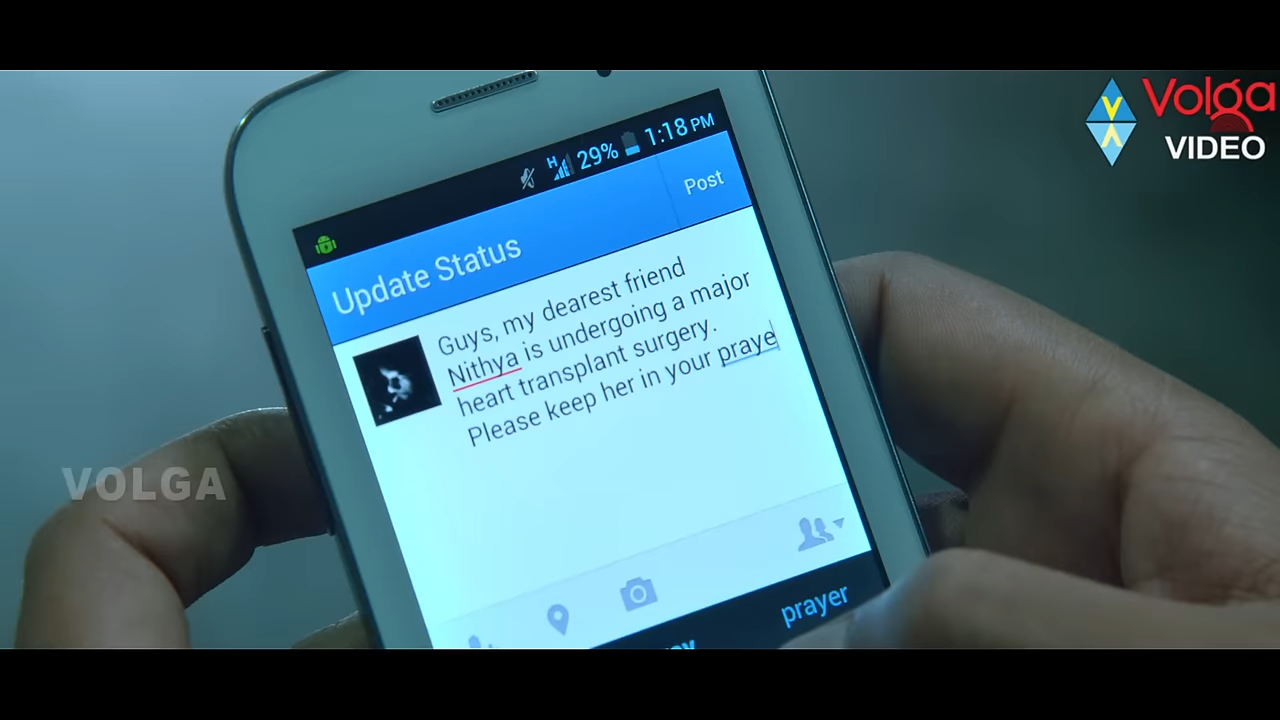 Volga
VIDEO
H 29% 1:18 PM
Update Status
Post
Guys, my dearest friend
Nithya is undergoing a major
heart transplant surgery.
Please keep her in your praye
prayer
VOLGA